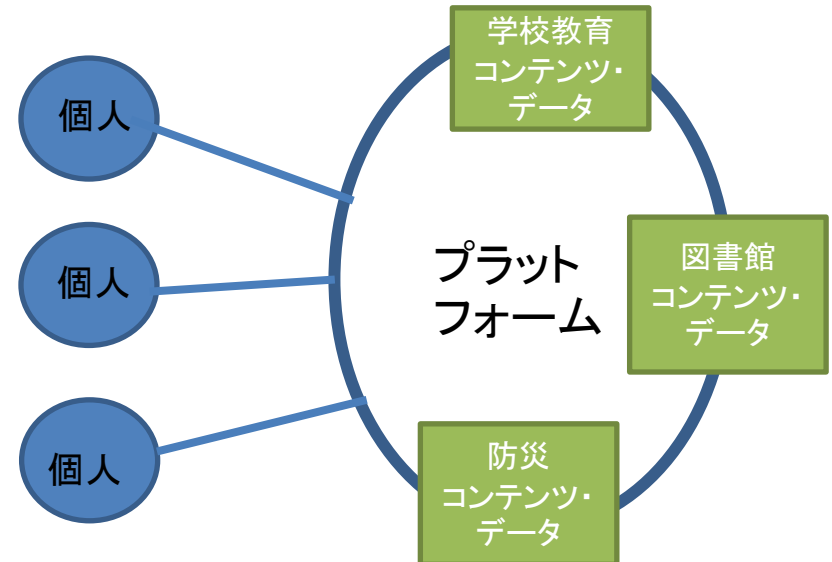 学校教育
コンテンツ・
データ
個人
個人
個人
プラット
フォーム
図書館
コンテンツ・
データ
防災
コンテンツ・
データ